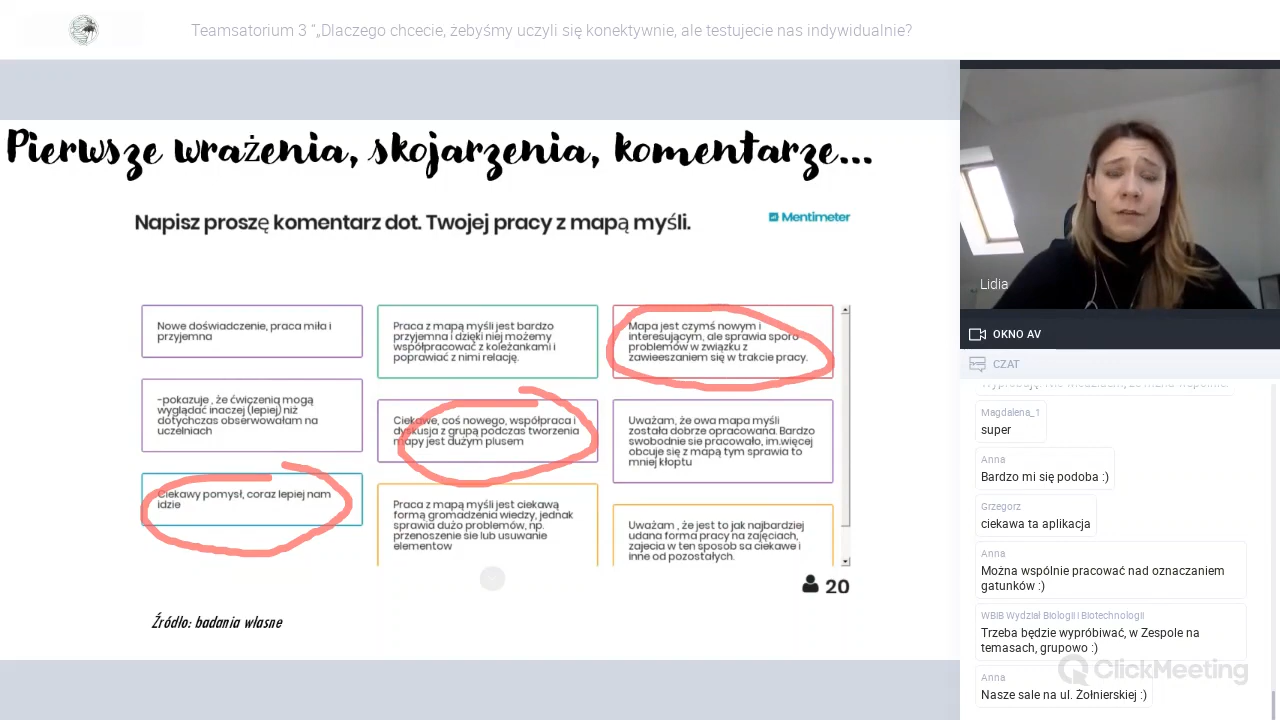 Teamsatorium 3 “„Dlaczego chcecie, żebyśmy uczyli się konektywnie, ale testujecie nas indywidualnie?
Pierwsze wrażenia, skojarzenia, komentarze...
Napisz proszę komentarz dot. Twojej pracy z mapą myśli.
Mentimeter
Nowe doświadczenie, praca miła i
przyjemna
-pokazuje , że ćwiczenią mogą
wyglądać inaczej (lepiej) niż
dotychczas obserwowałam na
uczelniach
Ciekawy pomysł, coraz lepiej nam
idzie
Praca z mapą myśli jest bardzo
przyjemna i dzięki niej możemy
współpracować z koleżankami i
poprawiać z nimi relację.
Ciekawe, coś nowego, współpraca i
dyskusja z grupą podczas tworzenia
mapy jest dużym plusem
Praca z mapą myśli jest ciekawą
formą gromadzenia wiedzy, jednak
sprawia dużo problemów, np.
przenoszenie sie lub usuwanie
elementow
Mapa jest czymś nowym i
interesującym, ale sprawia sporo
problemów w związku z
zawieeszaniem się w trakcie pracy.
Uważam, że owa mapa myśli
została dobrze opracowana. Bardzo
swobodnie sie pracowało, im.więcej
obcuje się z mapą tym sprawia to
mniej kłoptu
Uważam , że jest to jak najbardziej
udana forma pracy na zajęciach,
zajecia w ten sposób sa ciekawe i
inne od pozostałych.
20
Źródło: badania własne
Lidia
OKNO AV
CZAT
Magdalena_1
super
Anna
Bardzo mi się podoba :)
Grzegorz
ciekawa ta aplikacja
Anna
Można wspólnie pracować nad oznaczaniem
gatunków :)
WBiB Wydział Biologii i Biotechnologii
Trzeba będzie wypróbiwać, w Zespole na
temasach, grupowo :)
Anna
Nasze sale na ul. Żołnierskiej :)
ClickMeeting